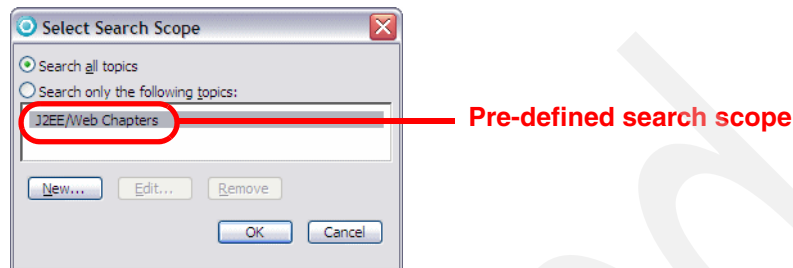 Select Search Scope
Search all topics
Search only the following topics:
J2EE/Web Chapters
Pre-defined search scope
New... Edit... Remove
OK Cancel